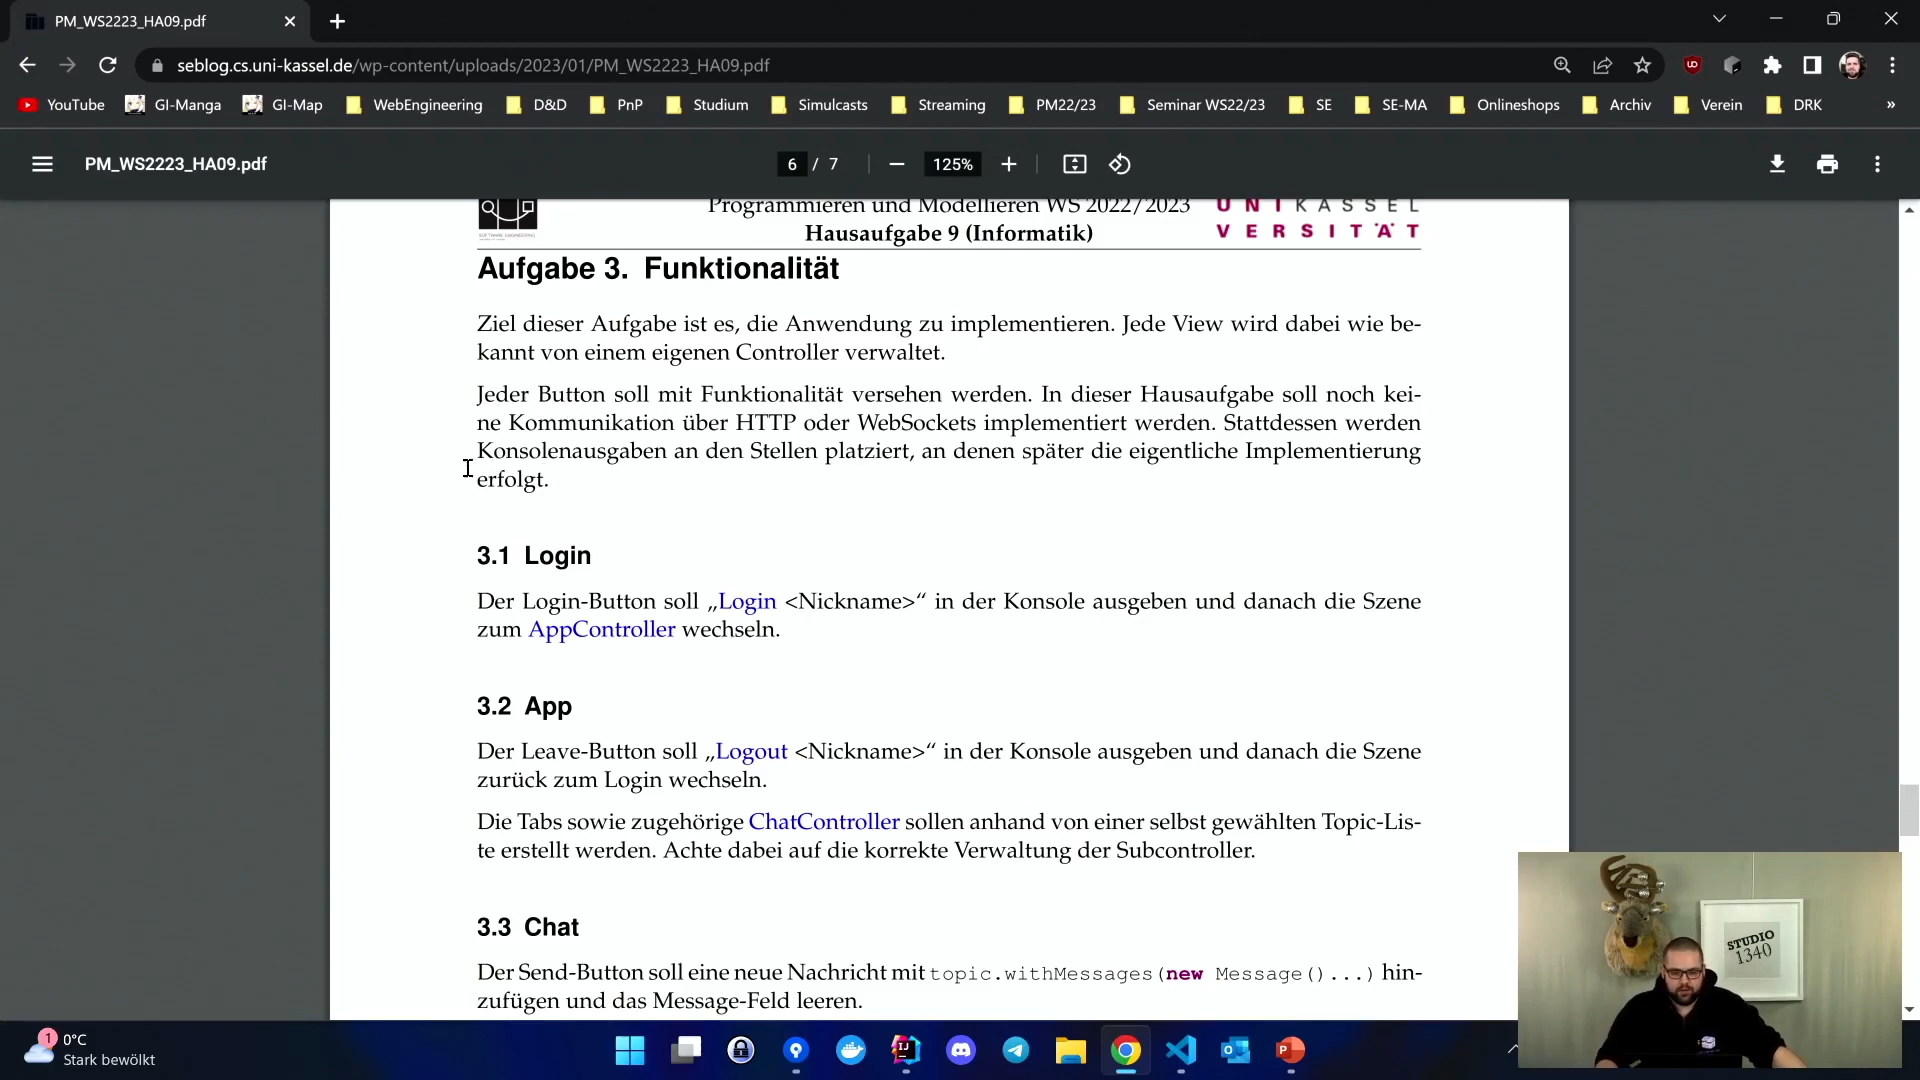 PM_WS2223_HA09.pdf
seblog.cs.uni-kassel.de/wp-content/uploads/2023/01/PM_WS2223_HA09.pdf
YouTube GI-Manga GI-Map WebEngineering D&D PnP Studium Simulcasts Streaming PM22/23 Seminar WS22/23 SE SE-MA Onlineshops Archiv Verein DRK »
PM_WS2223_HA09.pdf 6 / 7 125%
Programmieren und Modellieren WS 2022/2023 UNIKASSEL
Hausaufgabe 9 (Informatik) VERSITÄT
Aufgabe 3. Funktionalität
Ziel dieser Aufgabe ist es, die Anwendung zu implementieren. Jede View wird dabei wie be-
kannt von einem eigenen Controller verwaltet.
Jeder Button soll mit Funktionalität versehen werden. In dieser Hausaufgabe soll noch kei-
ne Kommunikation über HTTP oder WebSockets implementiert werden. Stattdessen werden
Konsolenausgaben an den Stellen platziert, an denen später die eigentliche Implementierung
erfolgt.
3.1 Login
Der Login-Button soll „Login <Nickname>“ in der Konsole ausgeben und danach die Szene
zum AppController wechseln.
3.2 App
Der Leave-Button soll „Logout <Nickname>“ in der Konsole ausgeben und danach die Szene
zurück zum Login wechseln.
Die Tabs sowie zugehörige ChatController sollen anhand von einer selbst gewählten Topic-Lis-
te erstellt werden. Achte dabei auf die korrekte Verwaltung der Subcontroller.
3.3 Chat
Der Send-Button soll eine neue Nachricht mit topic.withMessages(new Message()...) hin-
zufügen und das Message-Feld leeren.
STUDIO
1340
1
0°C
Stark bewölkt